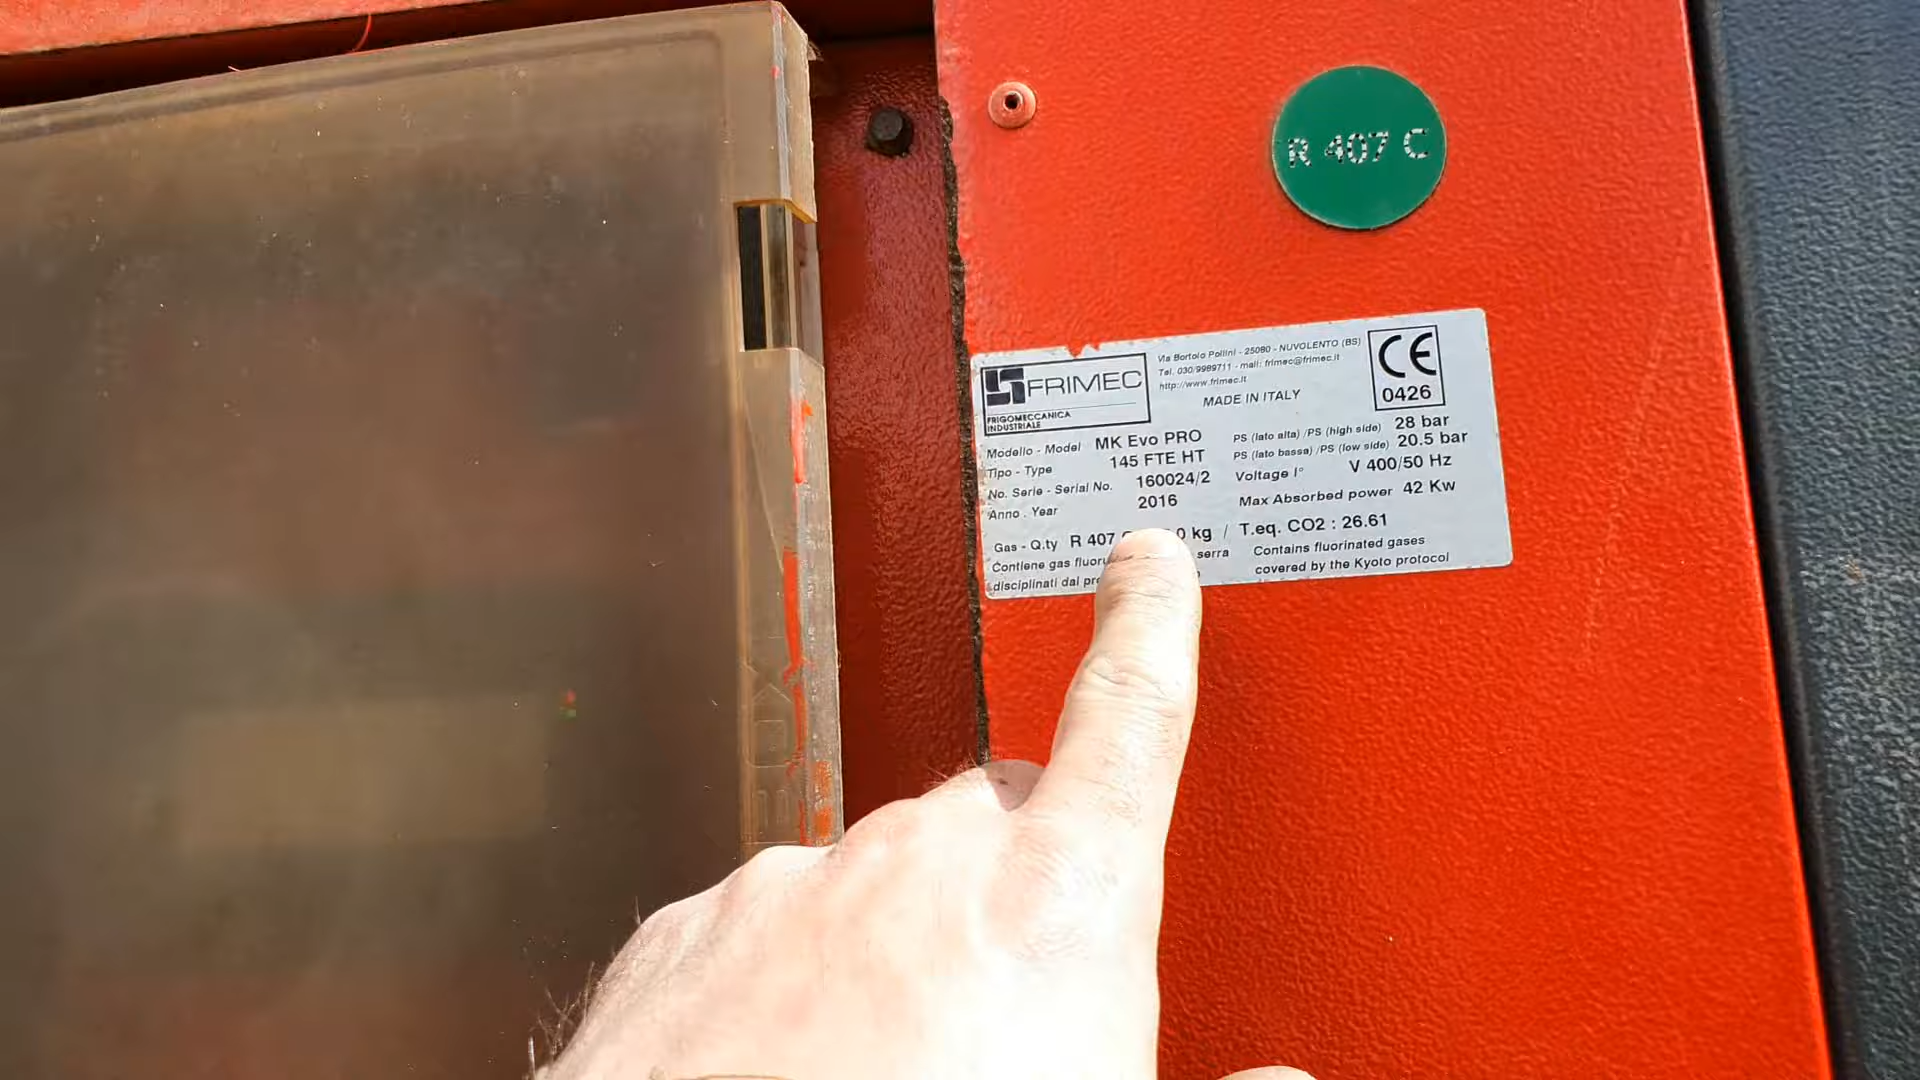 R 407 C
FRIMEC
FRIGOMECCANICA
INDUSTRIALE
Via Bortolo Pollini - 25080 - NUVOLENTO (BS)
Tel. 030/9989711 - mail: frimec@frimec.it
http://www.frimec.it
MADE IN ITALY
CE
0426
Modello - Model MK Evo PRO
Tipo - Type 145 FTE HT
No. Serie - Serial No. 160024/2
Anno . Year 2016
PS (lato alta) /PS (high side) 28 bar
PS (lato bassa) /PS (low side) 20.5 bar
Voltage I° V 400/50 Hz
Max Absorbed power 42 Kw
Gas - Q.ty R 407 kg / T.eq. CO2 : 26.61
Contiene gas serra
disciplinati dal
Contains fluorinated gases
covered by the Kyoto protocol